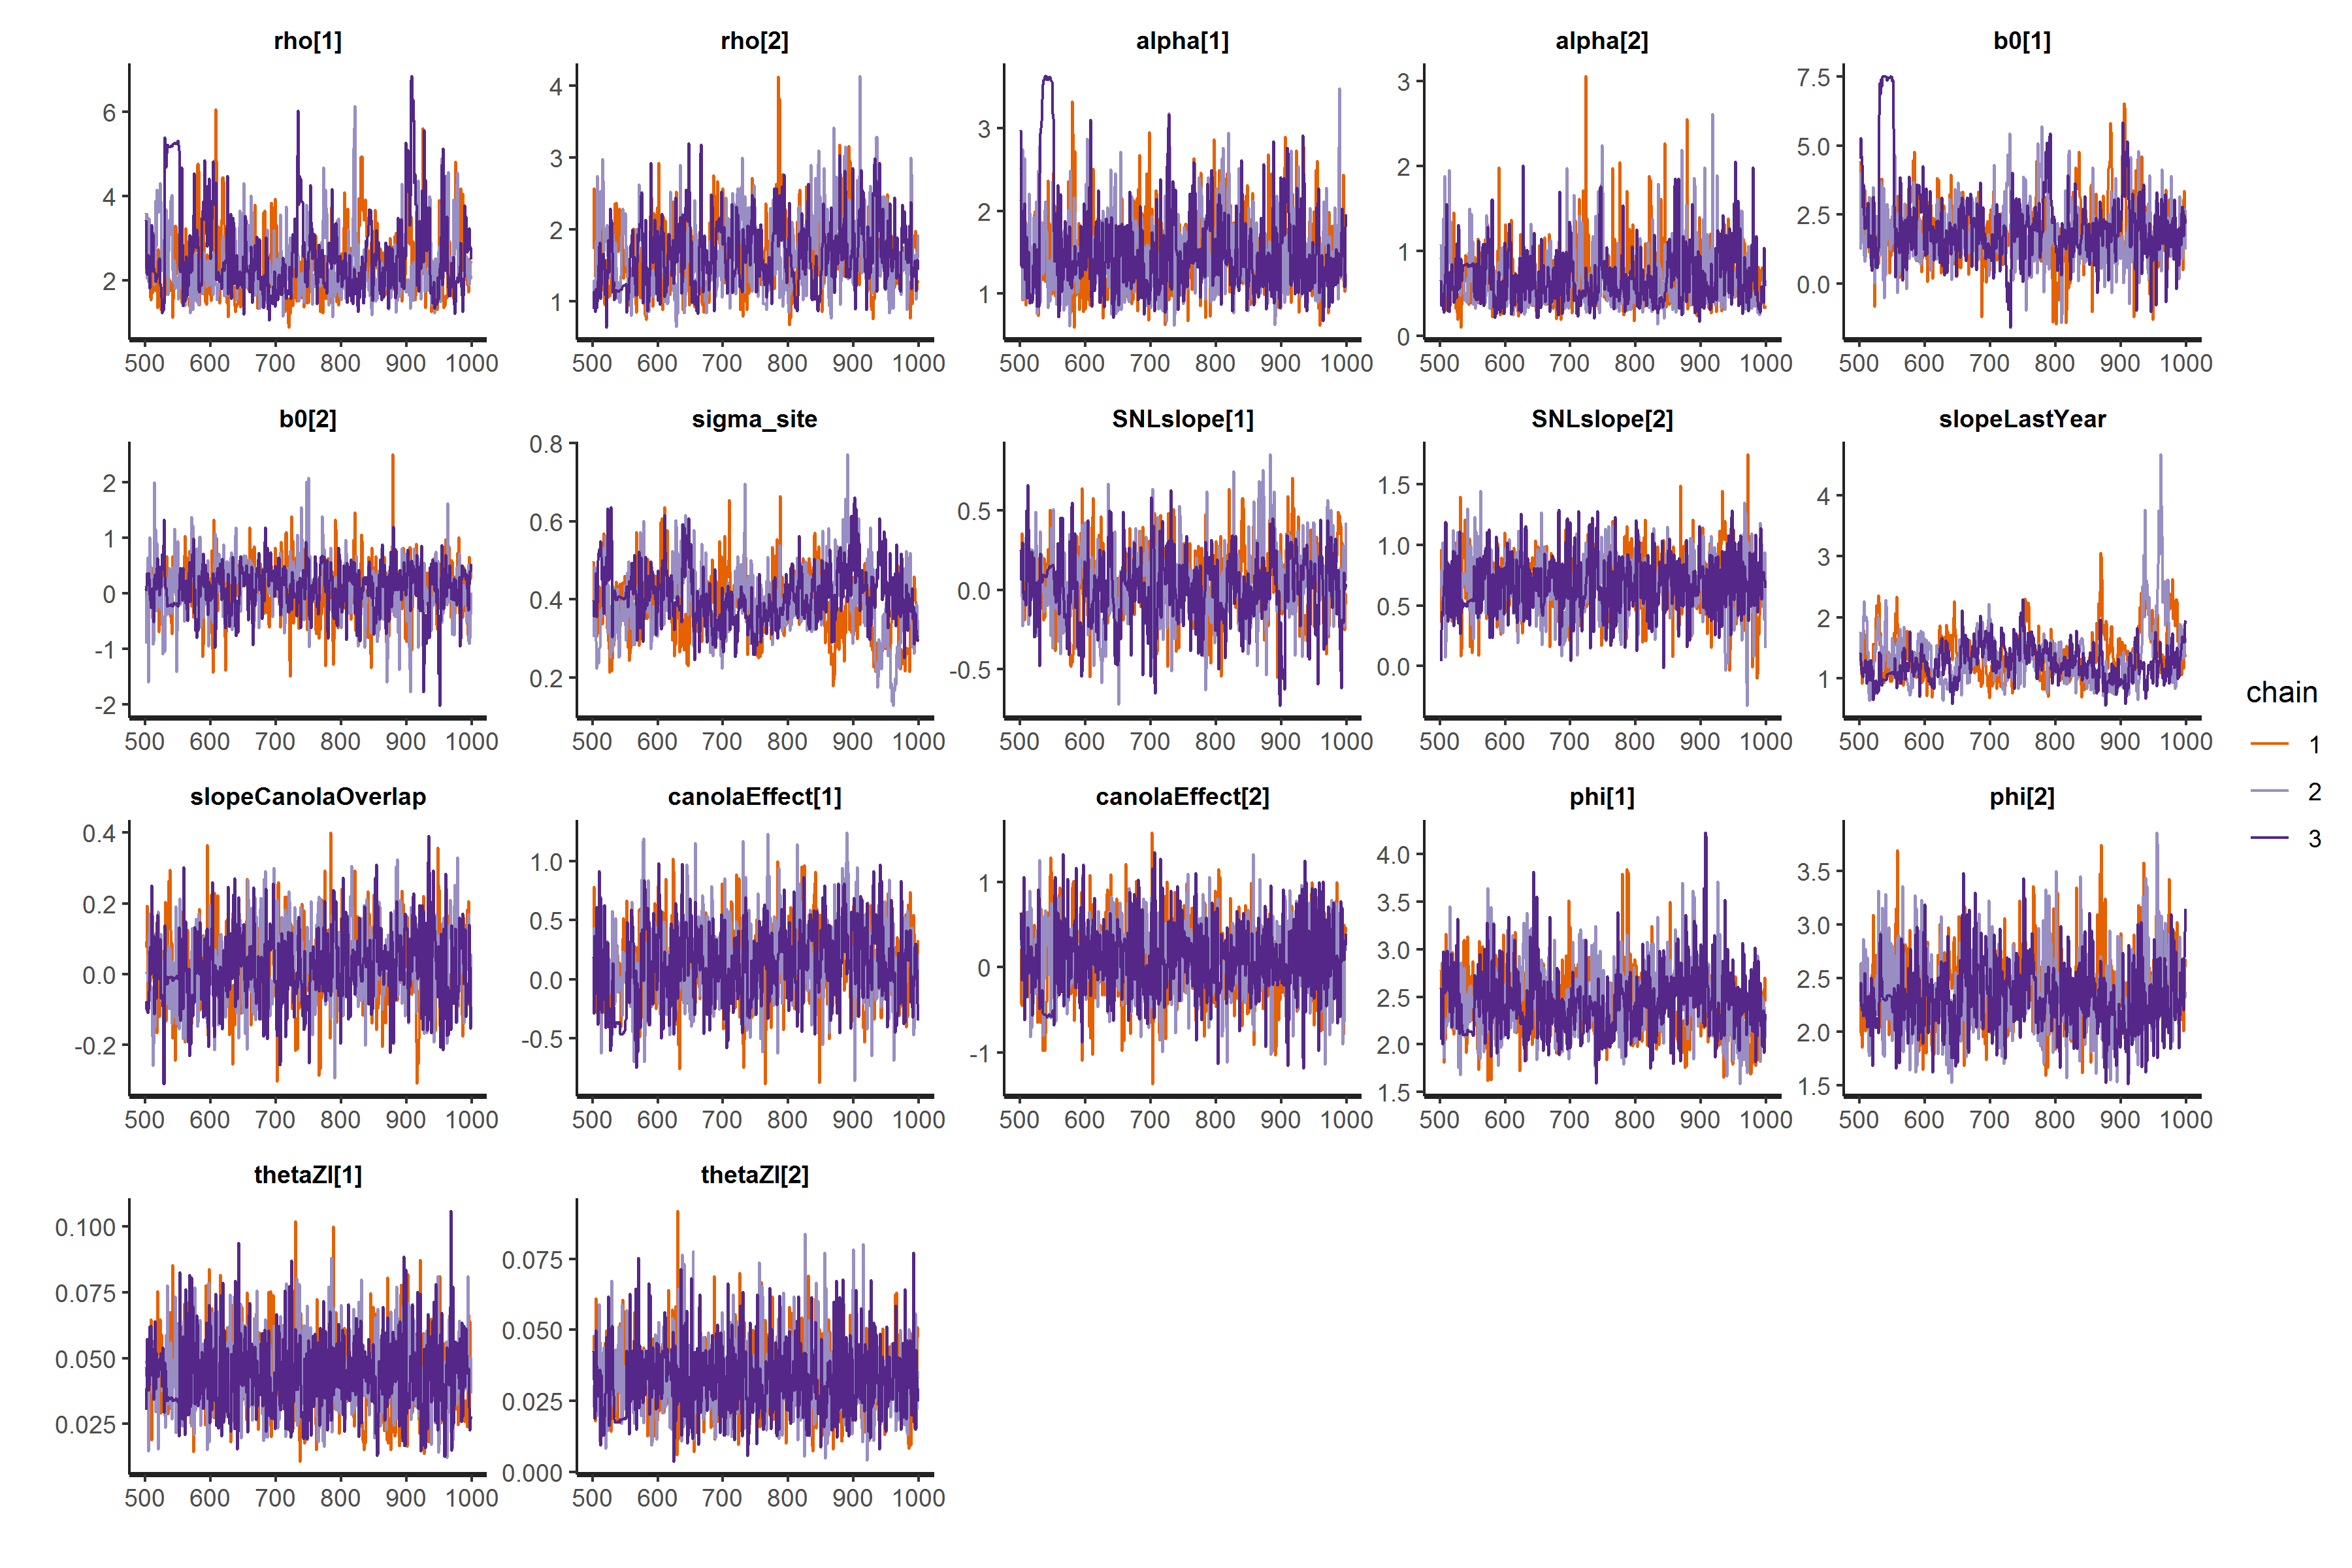 rho[1] rho[2] alpha[1] alpha[2] b0[1]
6 4 3 3 7.5
4 3 2 2 5.0
2 2 1 1 2.5
1 0 0.0
500 600 700 800 900 1000 500 600 700 800 900 1000 500 600 700 800 900 1000 500 600 700 800 900 1000 500 600 700 800 900 1000
b0[2] sigma_site SNLslope[1] SNLslope[2] slopeLastYear
2 0.8 0.5 1.5 4
1 0.6 0.0 1.0 3
0 0.4 -0.5 0.5 2
-1 0.2 0.0 1
-2
500 600 700 800 900 1000 500 600 700 800 900 1000 500 600 700 800 900 1000 500 600 700 800 900 1000 500 600 700 800 900 1000
chain
1
2
3
slopeCanolaOverlap canolaEffect[1] canolaEffect[2] phi[1] phi[2]
0.4 1.0 1 4.0 3.5
0.2 0.5 0 3.5 3.0
0.0 0.0 -1 3.0 2.5
-0.2 -0.5 2.5 2.0
2.0 1.5
1.5
500 600 700 800 900 1000 500 600 700 800 900 1000 500 600 700 800 900 1000 500 600 700 800 900 1000 500 600 700 800 900 1000
thetaZI[1] thetaZI[2]
0.100 0.075
0.075 0.050
0.050 0.025
0.025 0.000
500 600 700 800 900 1000 500 600 700 800 900 1000